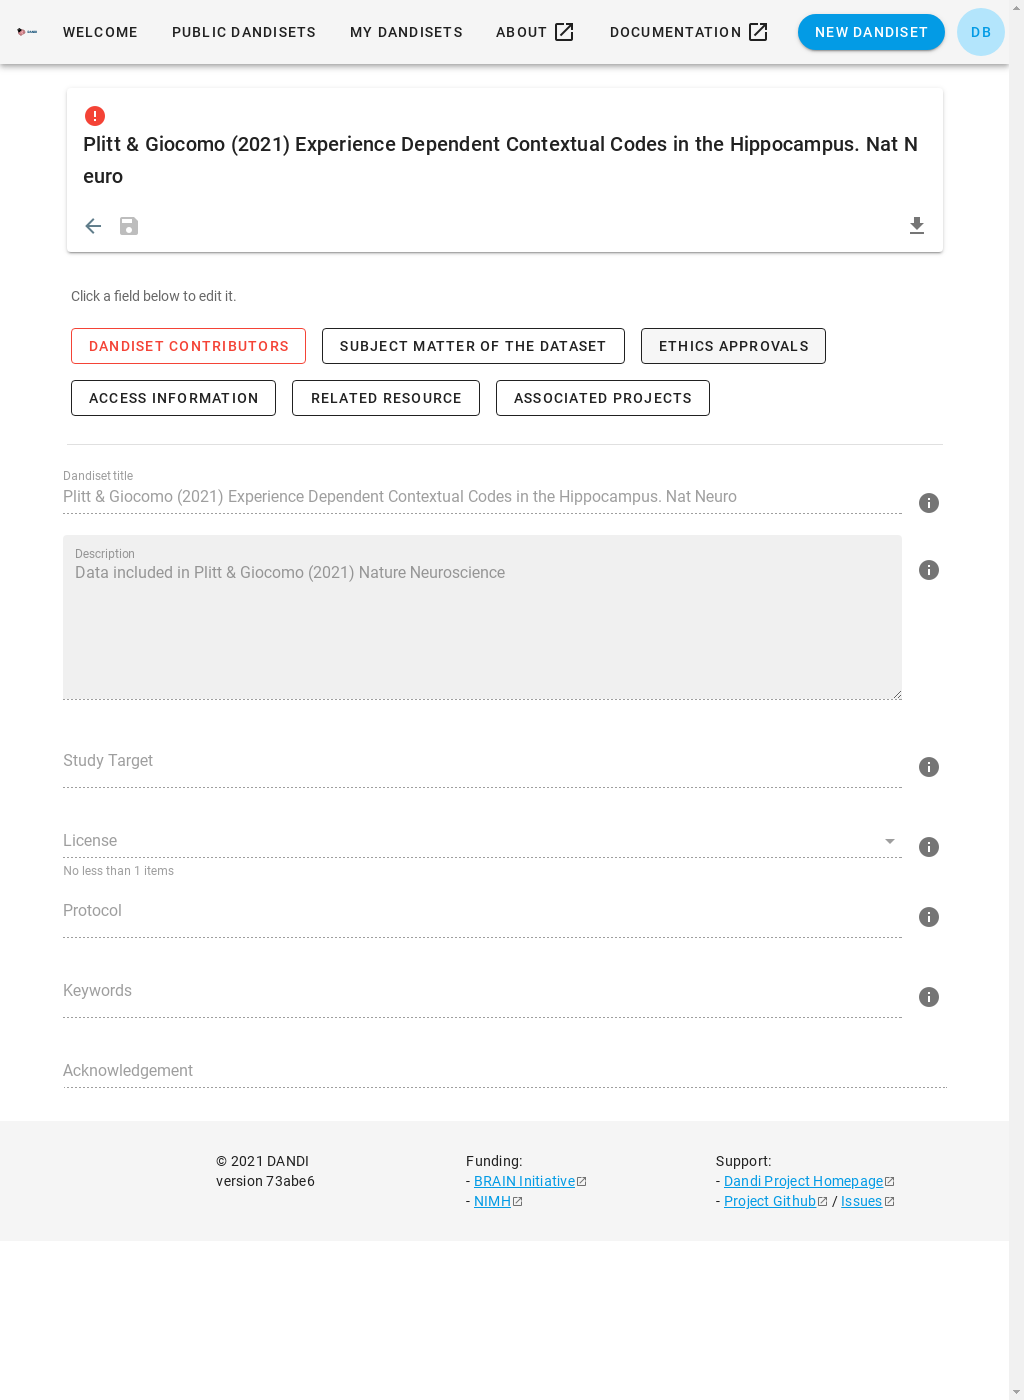 WELCOME PUBLIC DANDISETS MY DANDISETS ABOUT DOCUMENTATION NEW DANDISET DB
Plitt & Giocomo (2021) Experience Dependent Contextual Codes in the Hippocampus. Nat N
euro
Click a field below to edit it.
DANDISET CONTRIBUTORS SUBJECT MATTER OF THE DATASET ETHICS APPROVALS
ACCESS INFORMATION RELATED RESOURCE ASSOCIATED PROJECTS
Dandiset title
Plitt & Giocomo (2021) Experience Dependent Contextual Codes in the Hippocampus. Nat Neuro
Description
Data included in Plitt & Giocomo (2021) Nature Neuroscience
Study Target
License
No less than 1 items
Protocol
Keywords
Acknowledgement
© 2021 DANDI
version 73abe6
Funding:
- BRAIN Initiative
- NIMH
Support:
- Dandi Project Homepage
- Project Github / Issues